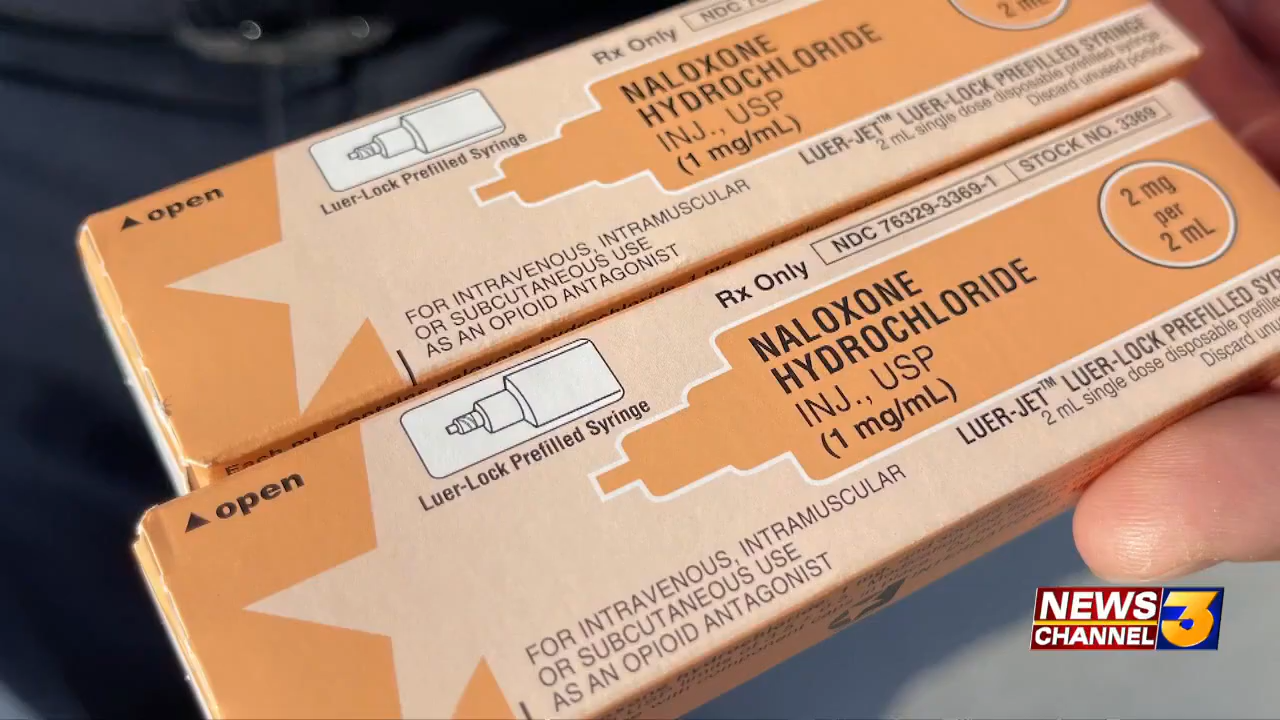 Rx Only
NDC 76
2 mL
NALOXONE
HYDROCHLORIDE
INJ., USP
(1 mg/mL)
LUER-JET™ LUER-LOCK PREFILLED SYRINGE
2 mL single dose disposable prefilled syringe
Discard unused portion
Luer-Lock Prefilled Syringe
▲ open
FOR INTRAVENOUS, INTRAMUSCULAR
OR SUBCUTANEOUS USE
AS AN OPIOID ANTAGONIST
Each mL
Rx Only
NDC 76329-3369-1
STOCK NO. 3369
2 mg
per
2 mL
NALOXONE
HYDROCHLORIDE
INJ., USP
(1 mg/mL)
LUER-JET™ LUER-LOCK PREFILLED SY
2 mL single dose disposable prefille
Discard unu
Luer-Lock Prefilled Syringe
▲ open
FOR INTRAVENOUS, INTRAMUSCULAR
OR SUBCUTANEOUS USE
AS AN OPIOID ANTAGONIST
NEWS
CHANNEL 3